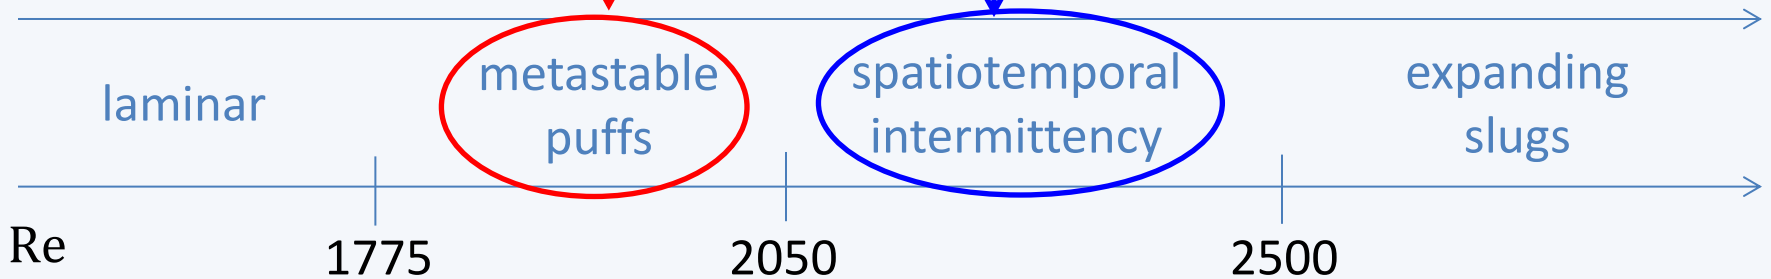 laminar
metastable
puffs
spatiotemporal
intermittency
expanding
slugs
Re
1775
2050
2500